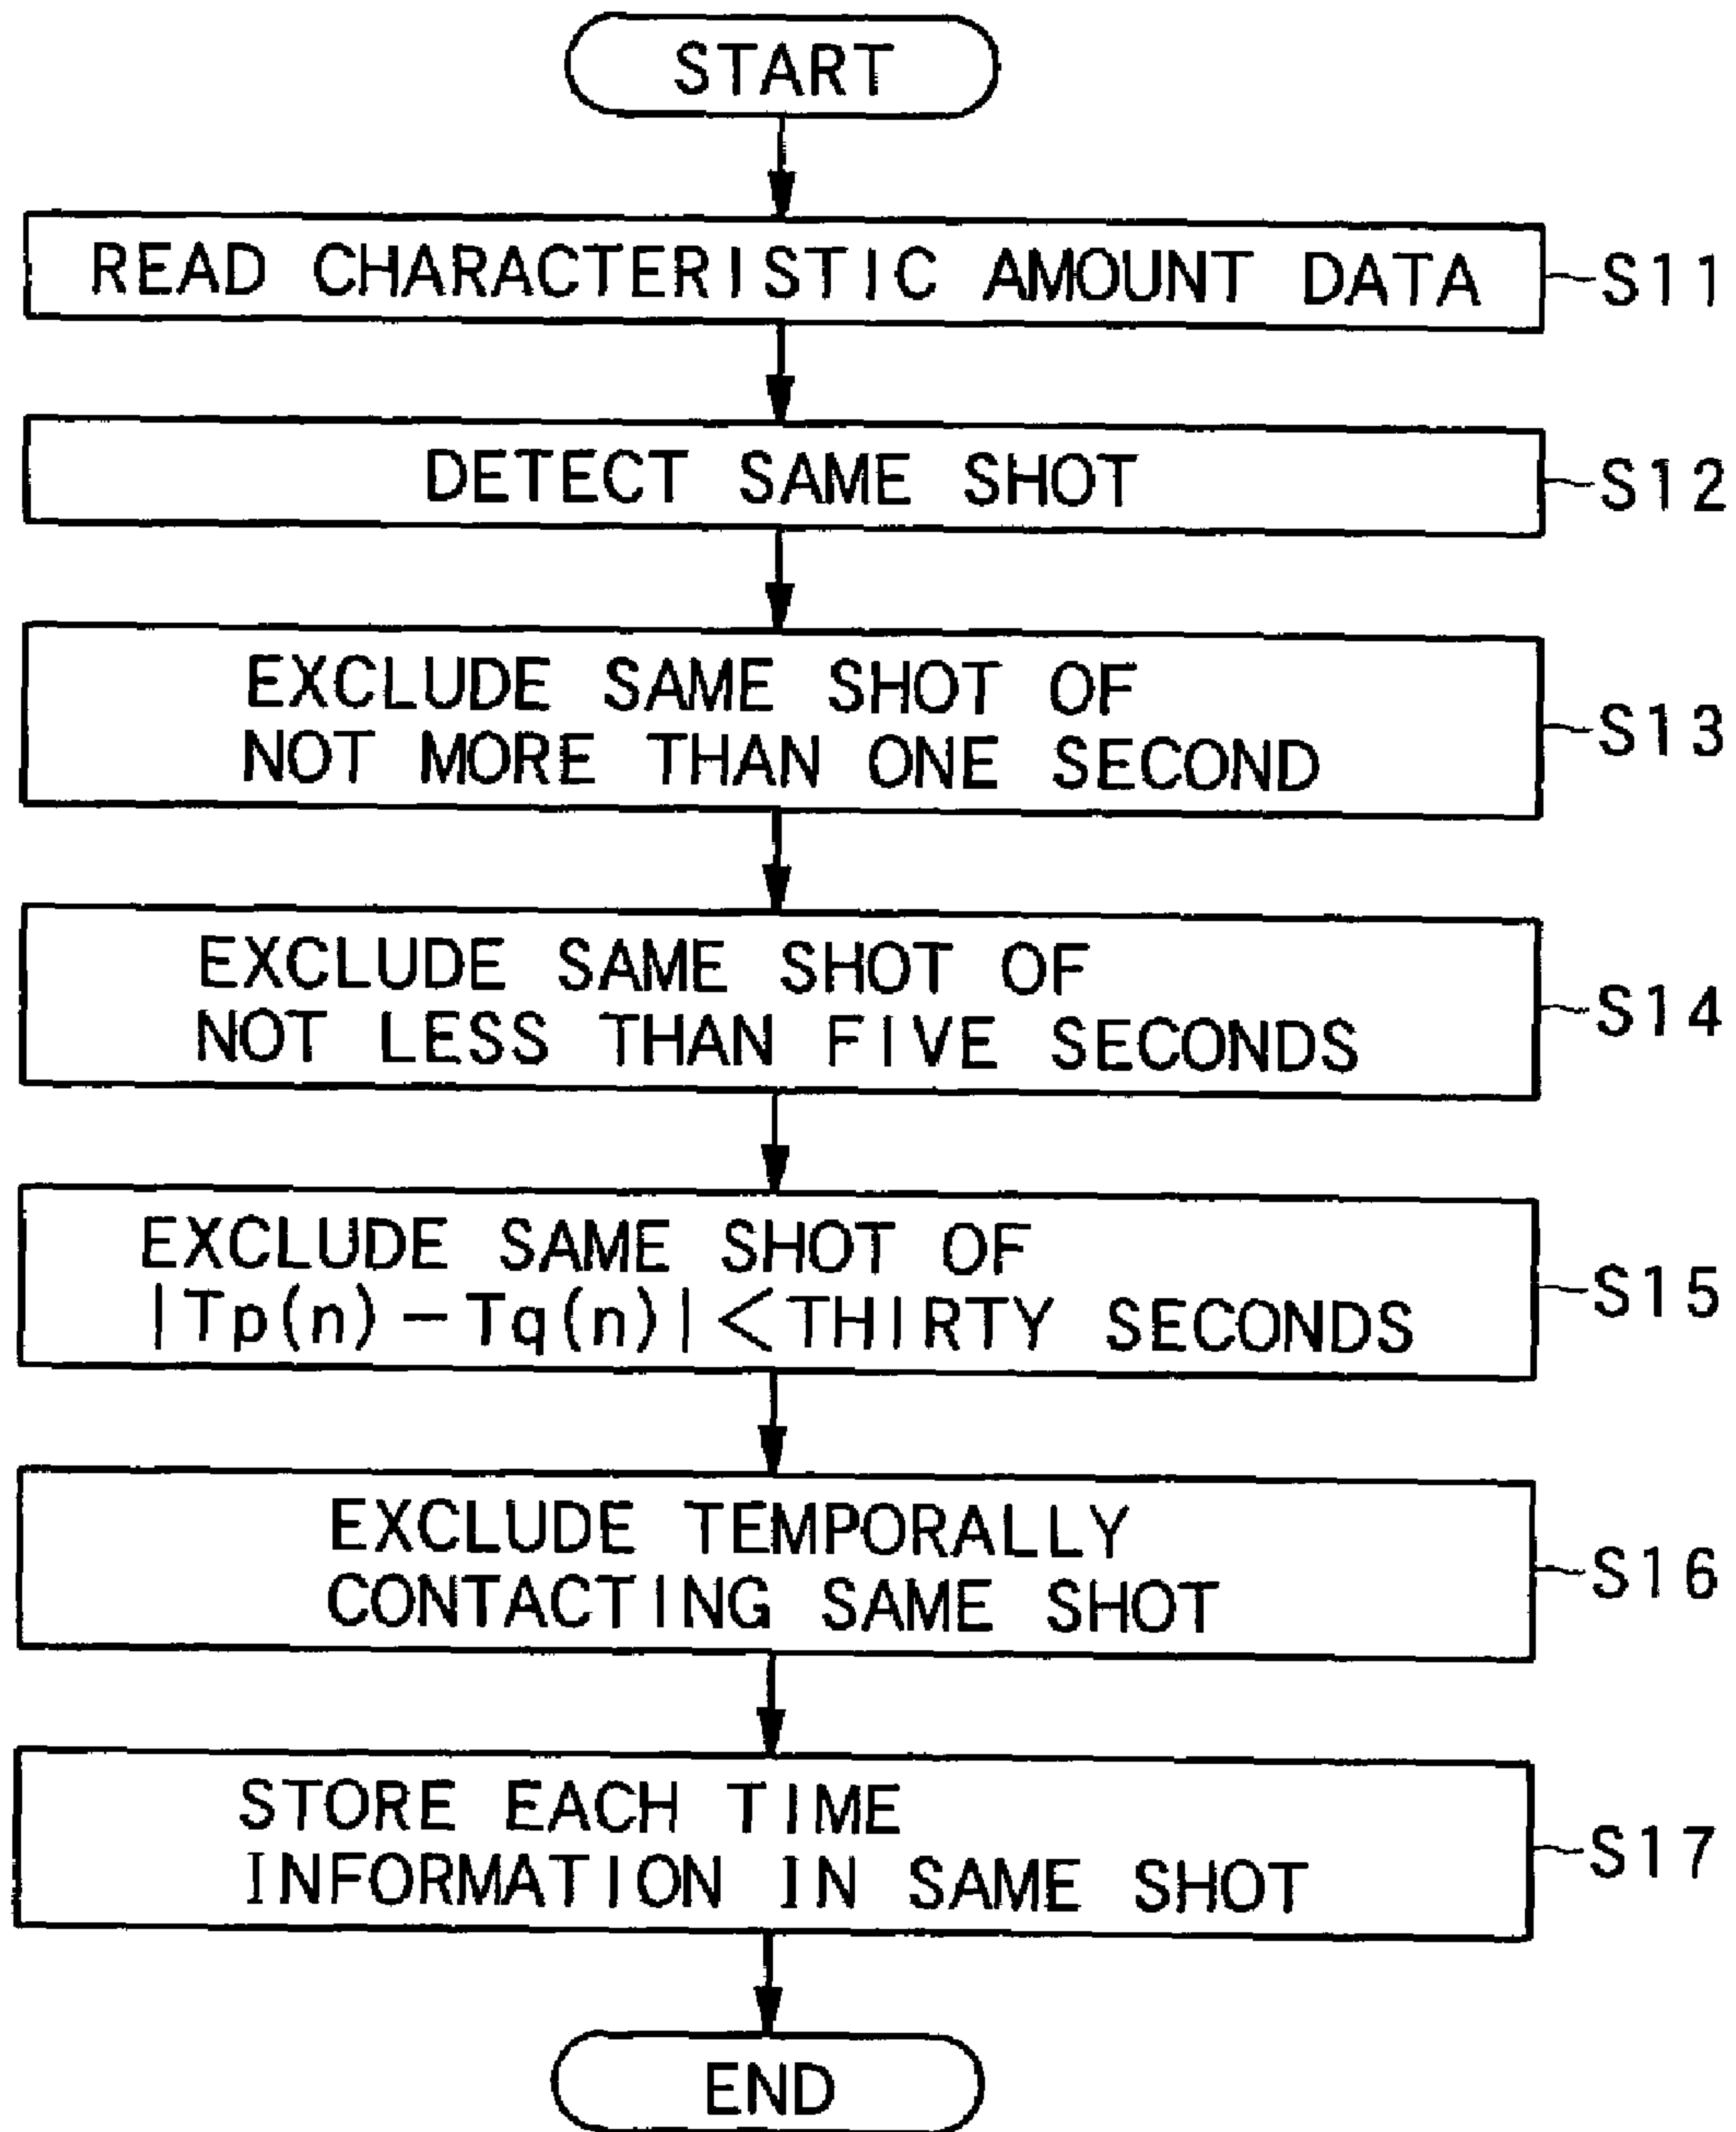 START
READ CHARACTERISTIC AMOUNT DATA
S11
DETECT SAME SHOT
S12
EXCLUDE SAME SHOT OF
NOT MORE THAN ONE SECOND
S13
EXCLUDE SAME SHOT OF
NOT LESS THAN FIVE SECONDS
S14
EXCLUDE SAME SHOT OF
|Tp(n)-Tq(n)|<THIRTY SECONDS
S15
EXCLUDE TEMPORALLY
CONTACTING SAME SHOT
S16
STORE EACH TIME
INFORMATION IN SAME SHOT
S17
END